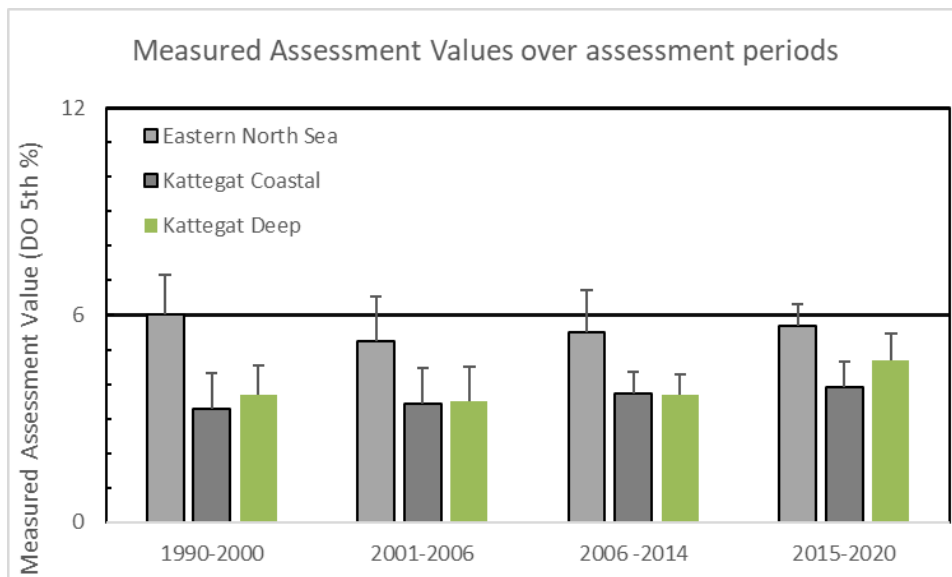 Measured Assessment Values over assessment periods
Measured Assessment Value (DO 5th %)
12
6
0
Eastern North Sea
Kattegat Coastal
Kattegat Deep
1990-2000
2001-2006
2006 -2014
2015-2020